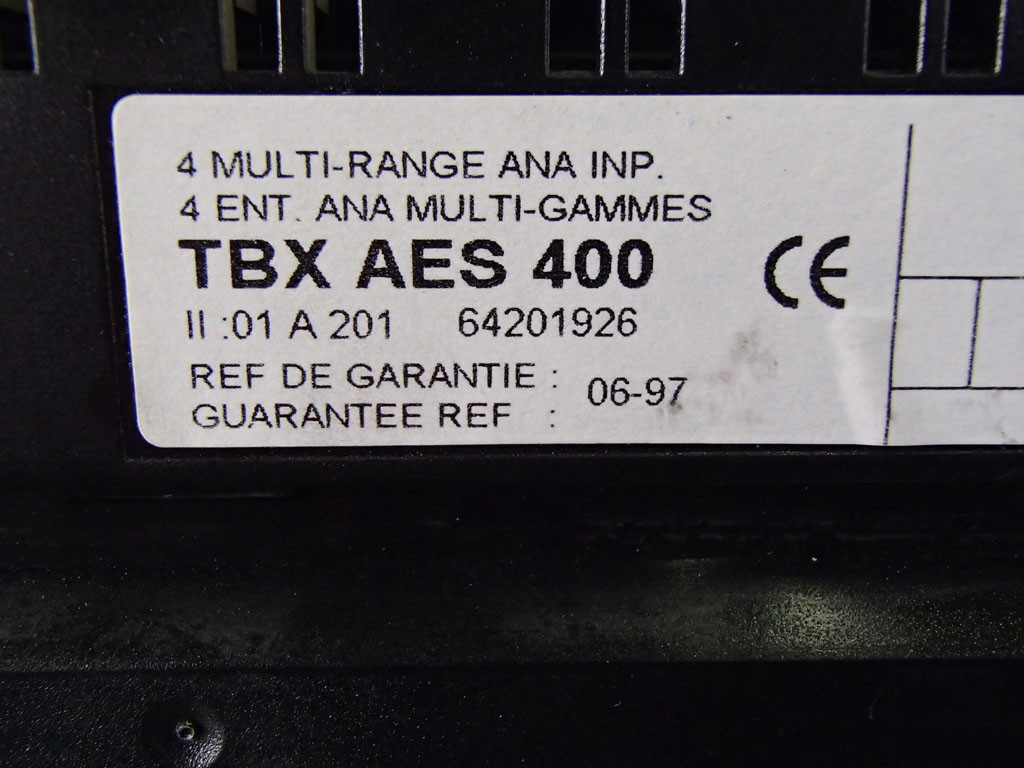 4 MULTI-RANGE ANA INP.
4 ENT. ANA MULTI-GAMMES
TBX AES 400
CE
II :01 A 201 64201926
REF DE GARANTIE :
06-97
GUARANTEE REF :